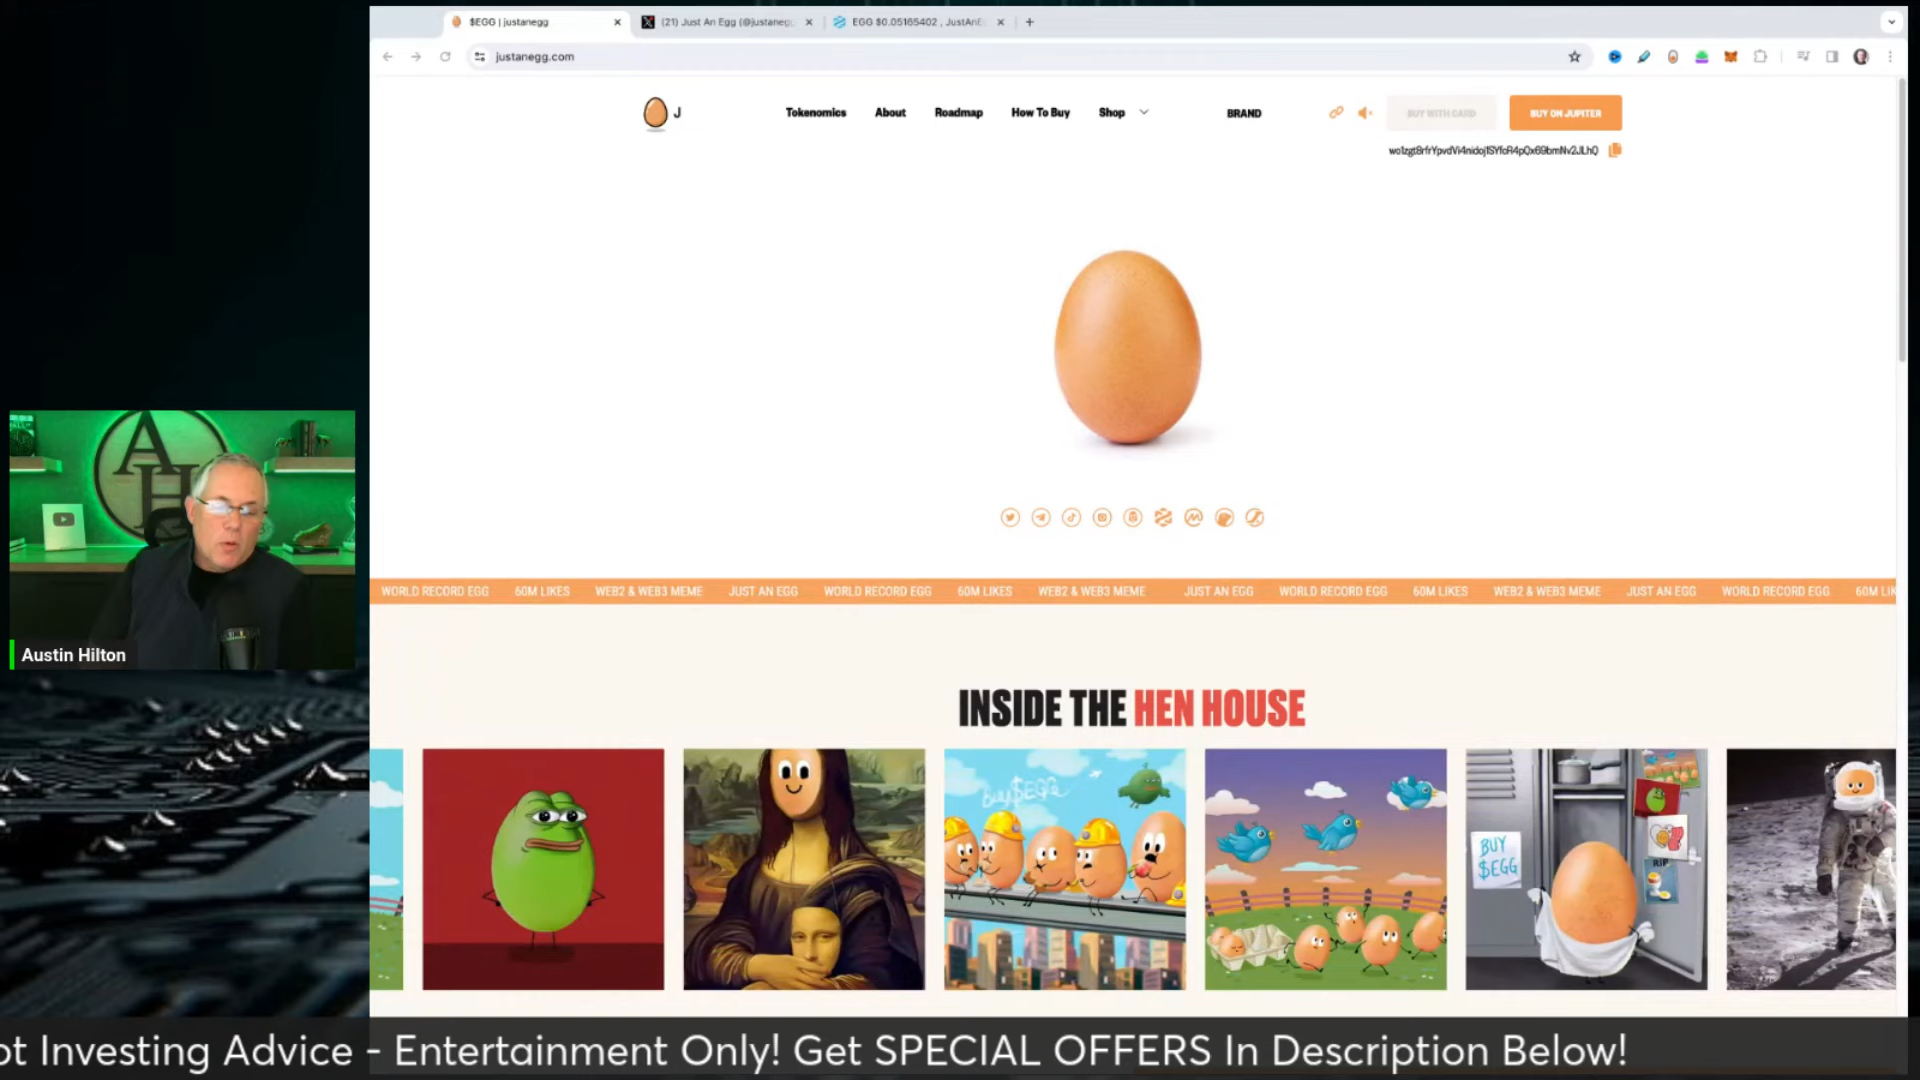 $EGG | justanegg
(21) Just An Egg (@justaneg
EGG $0.05165402 , JustAnE
justanegg.com
J
Tokenomics
About
Roadmap
How To Buy
Shop
BRAND
BUY WITH CARD
BUY ON JUPITER
AH
WORLD RECORD EGG 60M LIKES WEB2 & WEB3 MEME JUST AN EGG WORLD RECORD EGG 60M LIKES WEB2 & WEB3 MEME JUST AN EGG WORLD RECORD EGG 60M LIKES WEB2 & WEB3 MEME JUST AN EGG WORLD RECORD EGG 60M LIK
Austin Hilton
INSIDE THE HEN HOUSE
Buy $EGG
BUY
$EGG
RIP
ot Investing Advice - Entertainment Only! Get SPECIAL OFFERS In Description Below!